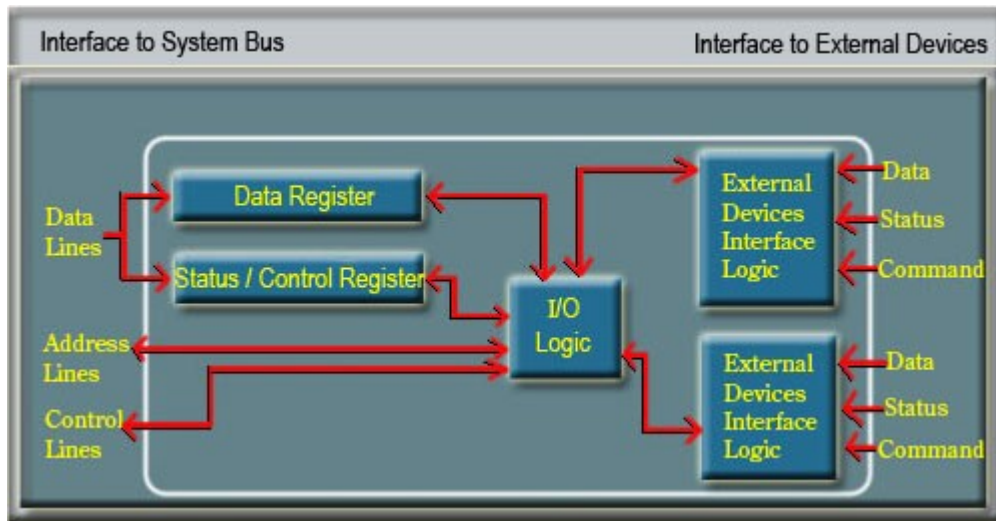 Interface to System Bus
Interface to External Devices
Data
Lines
Data Register
Status / Control Register
Address
Lines
Control
Lines
I/O
Logic
External
Devices
Interface
Logic
Data
Status
Command
External
Devices
Interface
Logic
Data
Status
Command